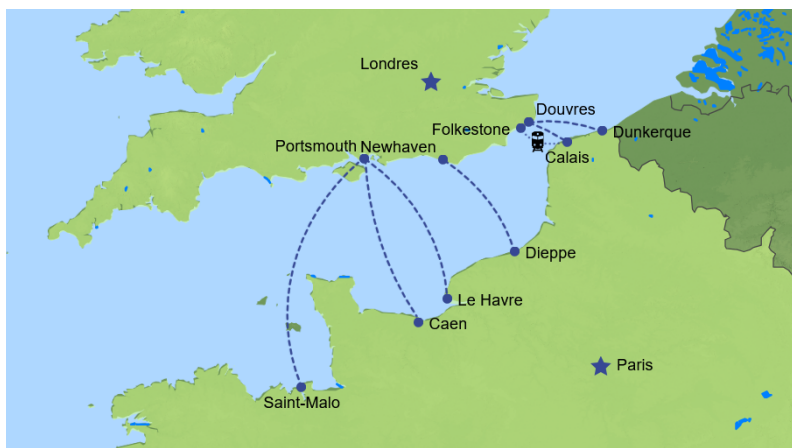 Londres
Douvres
Folkestone
Dunkerque
Portsmouth Newhaven
Calais
Dieppe
Le Havre
Caen
Paris
Saint-Malo